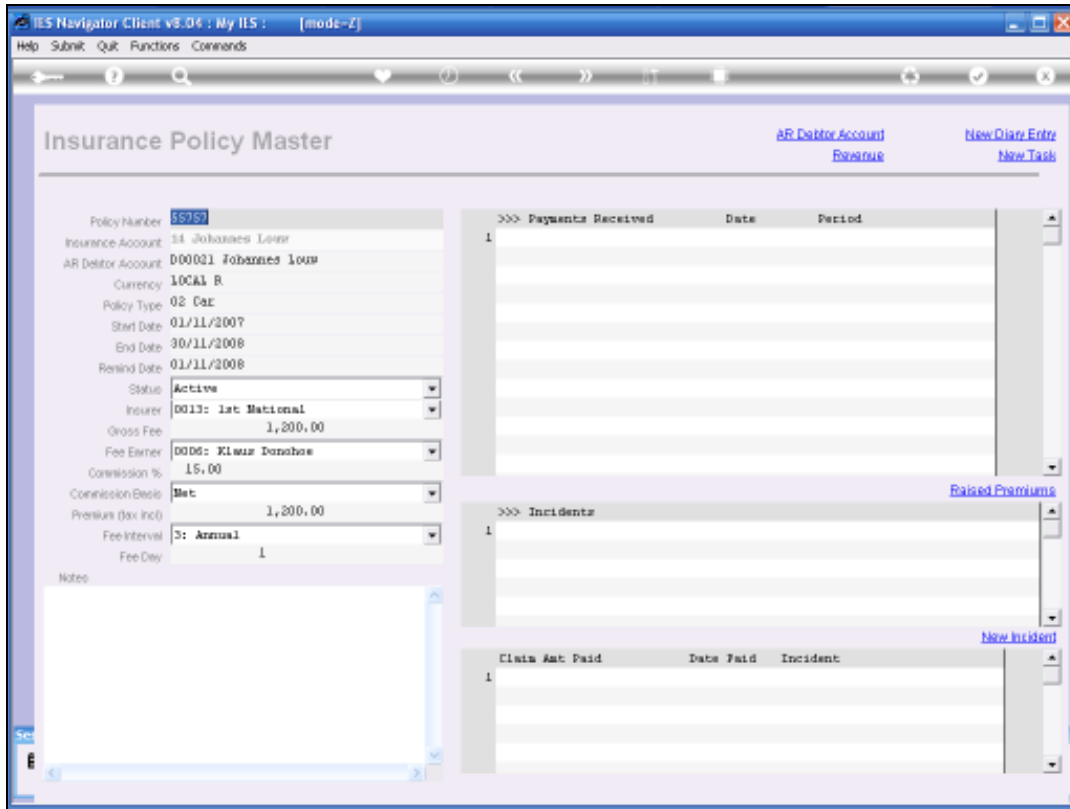 IES Navigator Client v8.04 : My IES : [mode=Z]
Help Submit Quit Functions Commands
Insurance Policy Master
AR Debtor Account
New Diary Entry
Revenue
New Task
Policy Number 55757
Insurance Account 14 Johannes Louw
AR Debtor Account D00021 Johannes Louw
Currency LOCAL R
Policy Type 02 Car
Start Date 01/11/2007
End Date 30/11/2008
Remind Date 01/11/2008
Status Active
Insurer 0013: 1st National
Gross Fee 1,200.00
Fee Earner 0006: Klaus Donohoe
Commission % 15.00
Commission Basis Net
Premium (tax incl) 1,200.00
Fee Interval 3: Annual
Fee Day 1
Notes
>>> Payments Received Date Period
1
Raised Premiums
>>> Incidents
1
New Incident
Claim Amt Paid Date Paid Incident
1